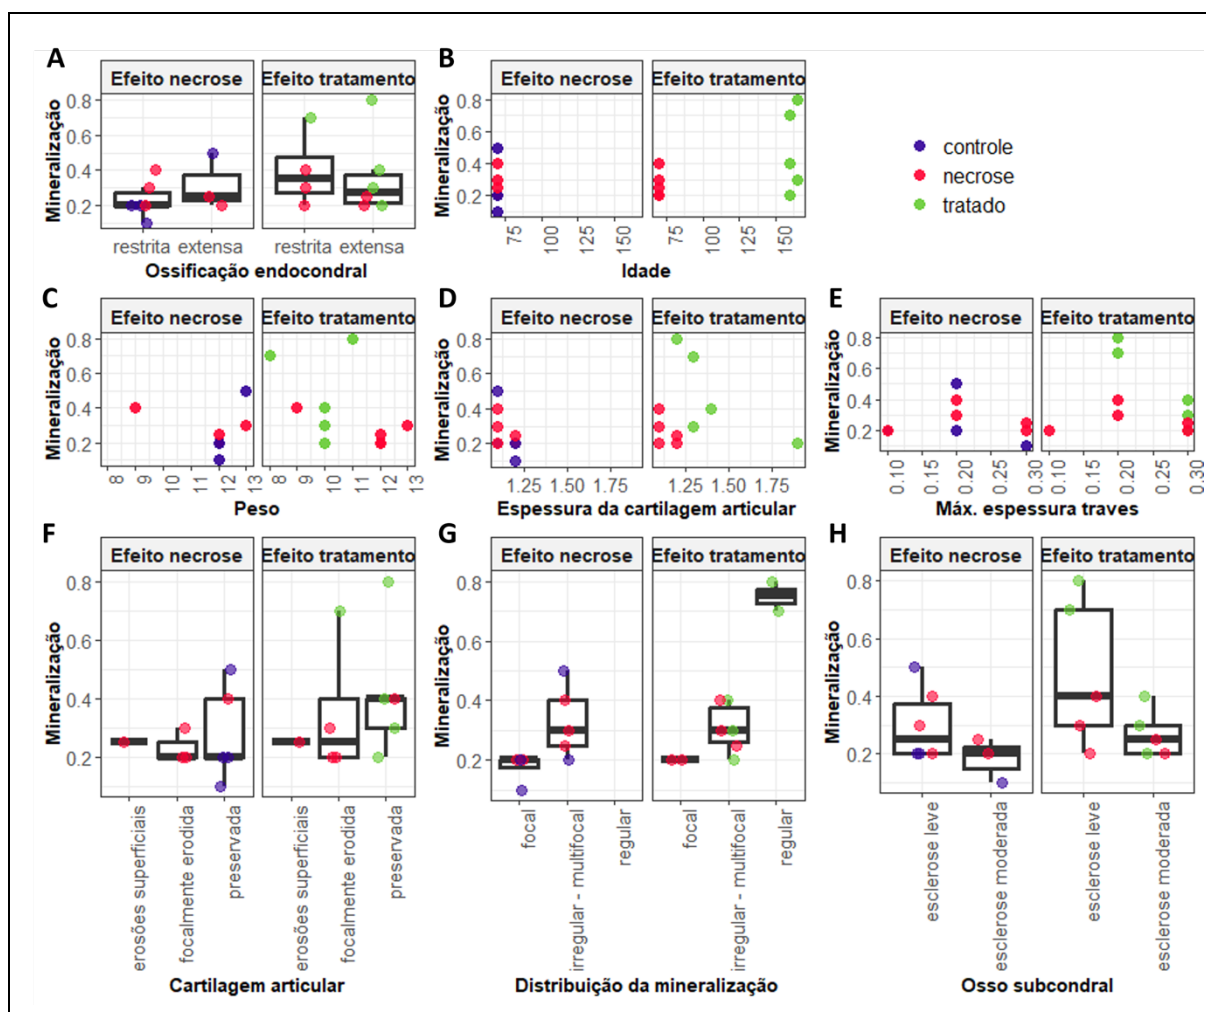 A
Efeito necrose
Efeito tratamento
Mineralização
0.8
0.6
0.4
0.2
restrita extensa
restrita extensa
Ossificação endocondral
B
Efeito necrose
Efeito tratamento
Mineralização
0.8
0.6
0.4
0.2
75
100
125
150
75
100
125
150
Idade
controle
necrose
tratado
C
Efeito necrose
Efeito tratamento
Mineralização
0.8
0.6
0.4
0.2
8
9
10
11
12
13
8
9
10
11
12
13
Peso
D
Efeito necrose
Efeito tratamento
Mineralização
0.8
0.6
0.4
0.2
1.25 1.50 1.75
1.25 1.50 1.75
Espessura da cartilagem articular
E
Efeito necrose
Efeito tratamento
Mineralização
0.8
0.6
0.4
0.2
0.10
0.15
0.20
0.25
0.30
0.10
0.15
0.20
0.25
0.30
Máx. espessura traves
F
Efeito necrose
Efeito tratamento
Mineralização
0.8
0.6
0.4
0.2
erosões superficiais
focalmente erodida
preservada
erosões superficiais
focalmente erodida
preservada
Cartilagem articular
G
Efeito necrose
Efeito tratamento
Mineralização
0.8
0.6
0.4
0.2
focal
irregular - multifocal
regular
focal
irregular - multifocal
regular
Distribuição da mineralização
H
Efeito necrose
Efeito tratamento
Mineralização
0.8
0.6
0.4
0.2
esclerose leve
esclerose moderada
esclerose leve
esclerose moderada
Osso subcondral